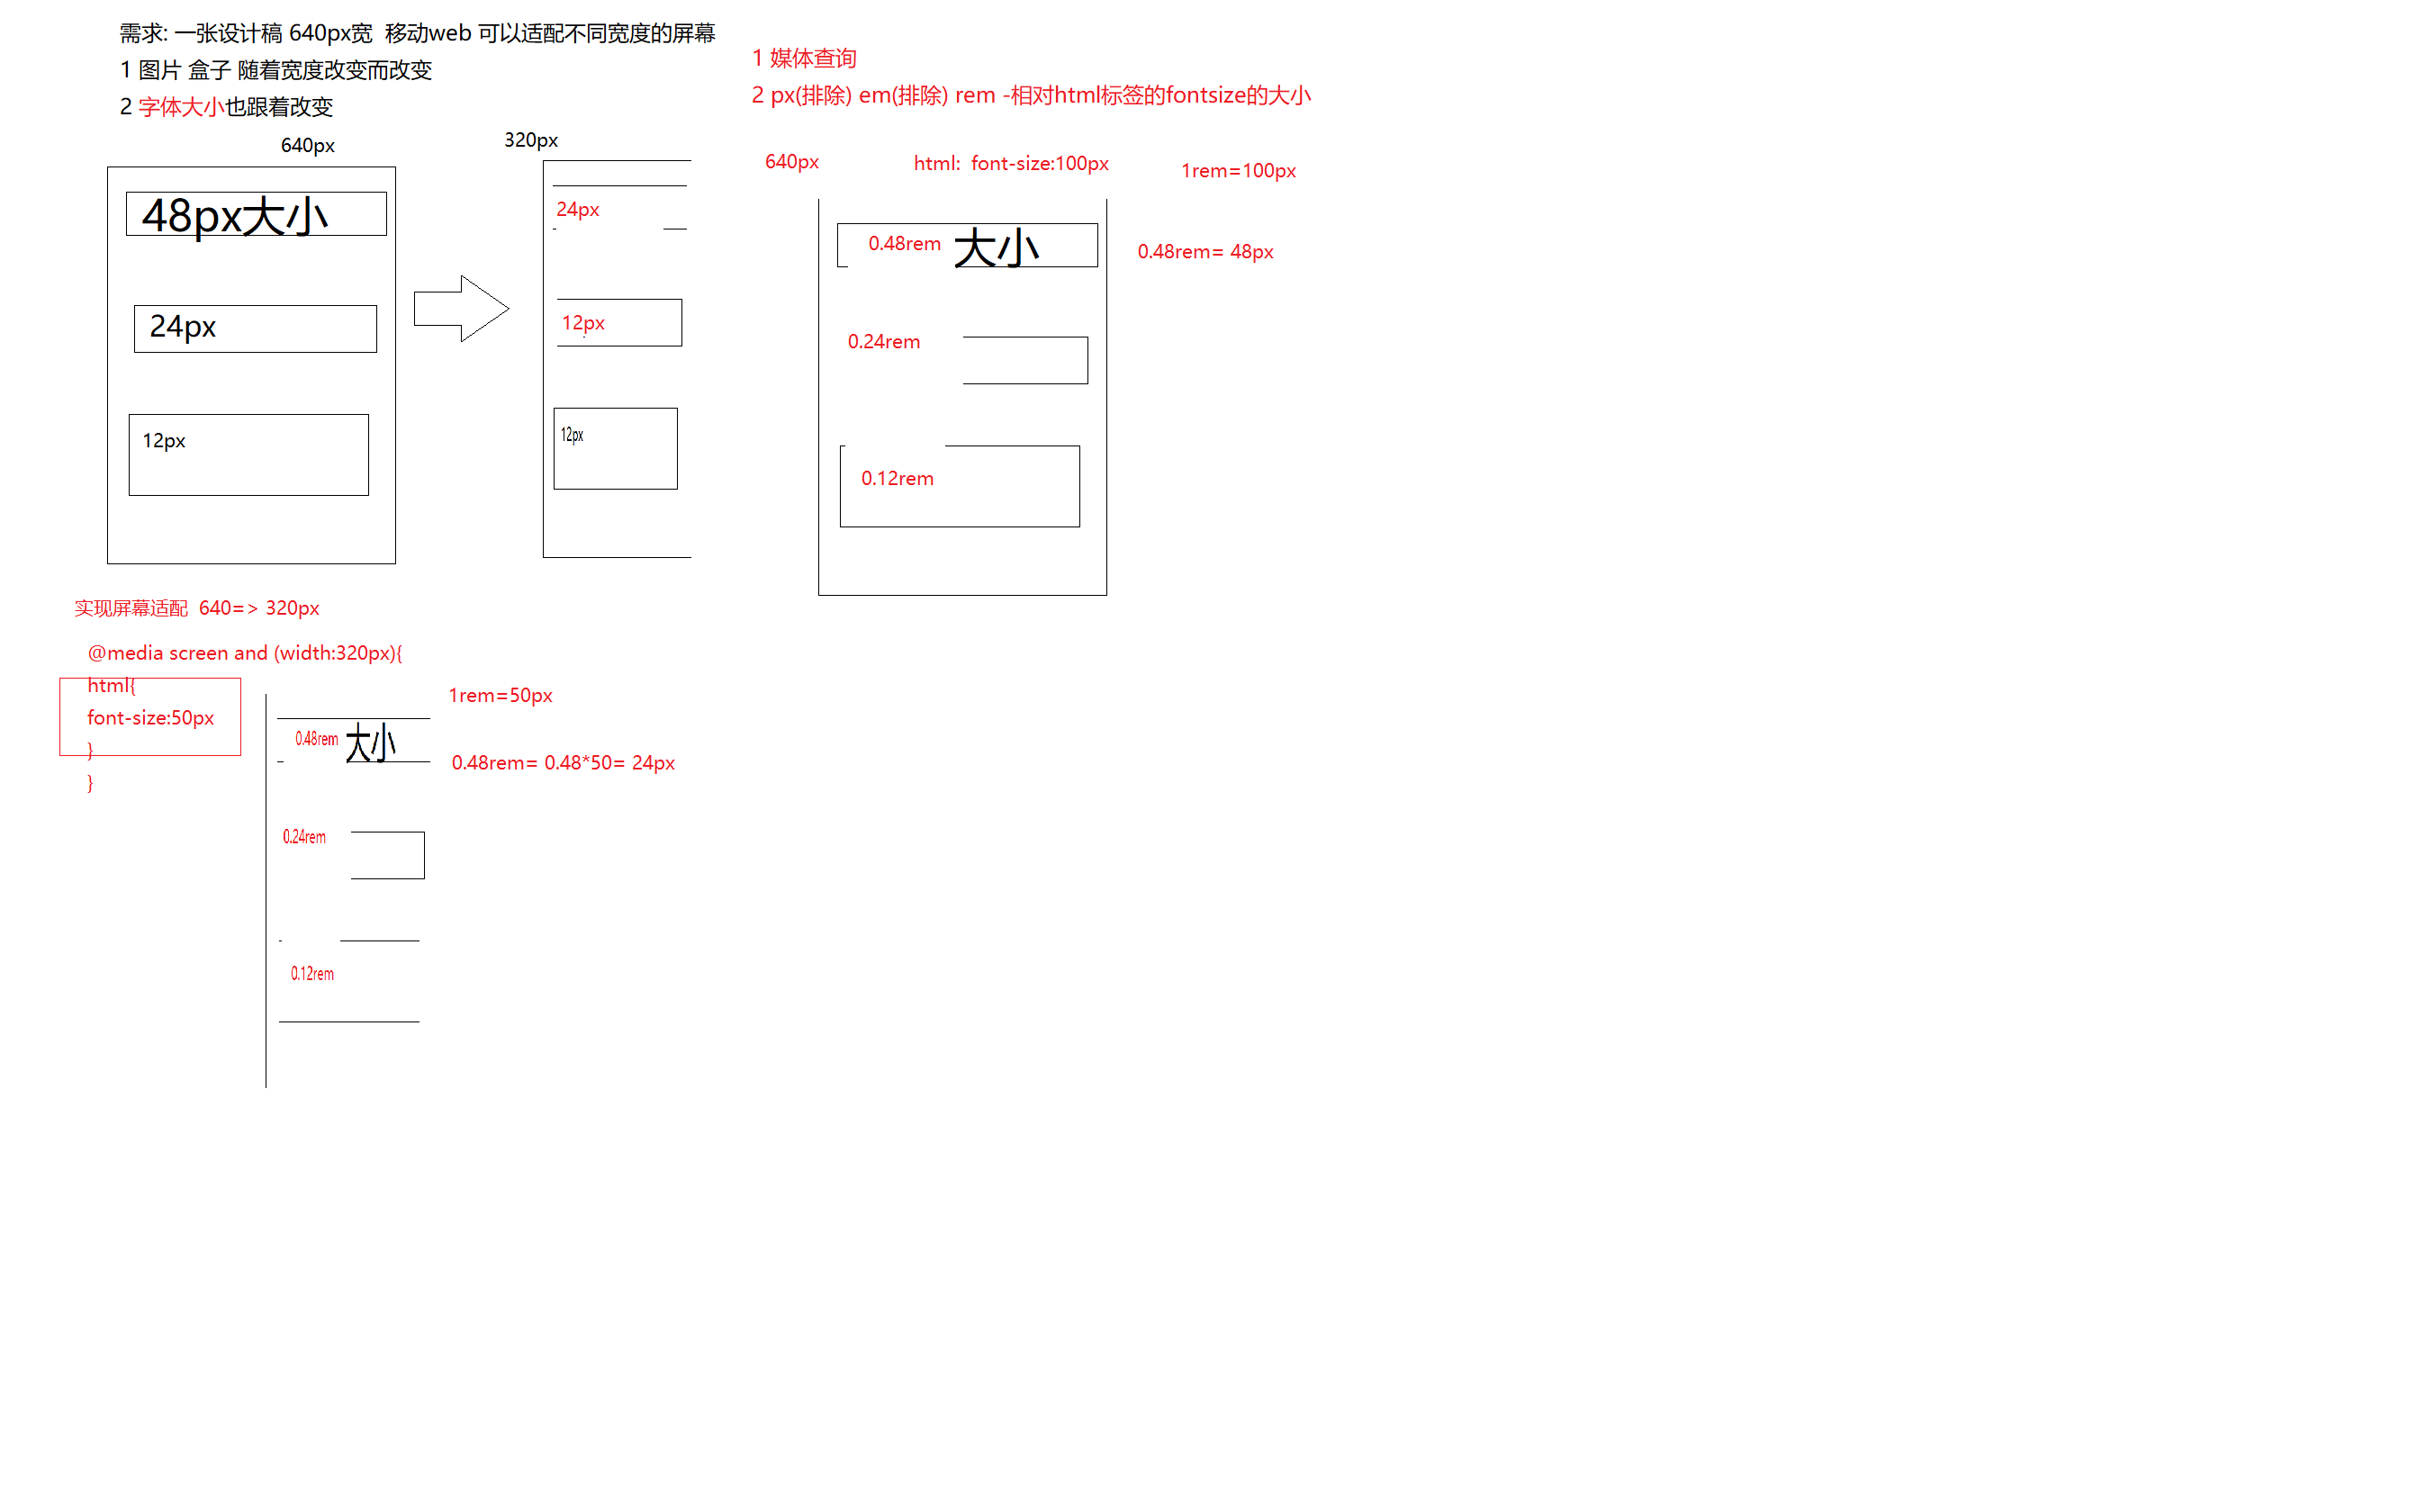 需求: 一张设计稿 640px宽  移动web 可以适配不同宽度的屏幕
1 图片 盒子 随着宽度改变而改变
2 字体大小也跟着改变
640px
48px大小
24px
12px
320px
24px
12px
12px
1 媒体查询
2 px(排除) em(排除) rem -相对html标签的fontsize的大小
640px
html:  font-size:100px
1rem=100px
0.48rem 大小
0.48rem= 48px
0.24rem
0.12rem
实现屏幕适配  640=> 320px
@media screen and (width:320px){
html{
font-size:50px
}
}
1rem=50px
0.48rem 大小
0.48rem= 0.48*50= 24px
0.24rem
0.12rem